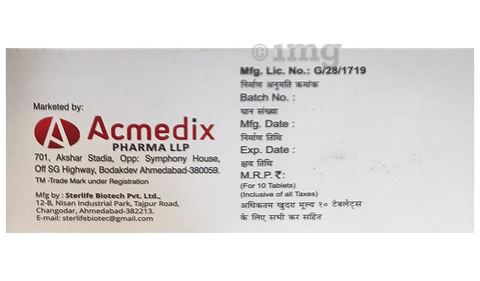 ©1mg
Marketed by:
Acmedix
PHARMA LLP
701, Akshar Stadia, Opp: Symphony House,
Off SG Highway, Bodakdev Ahmedabad-380059.
TM -Trade Mark under Registration
Mfg by : Sterlife Biotech Pvt. Ltd.,
12-B, Nisan Industrial Park, Tajpur Road,
Changodar, Ahmedabad-382213.
E-mail: sterlifebiotec@gmail.com
Mfg. Lic. No.: G/28/1719
निर्माण अनुमति क्रमांक
Batch No. :
घान संख्या
Mfg. Date :
निर्माण तिथि
Exp. Date :
क्षय तिथि
M.R.P. ₹:
(For 10 Tablets)
(Inclusive of all Taxes)
अधिकतम खुदरा मूल्य १० टेबलेट्स
के लिए सभी कर सहित